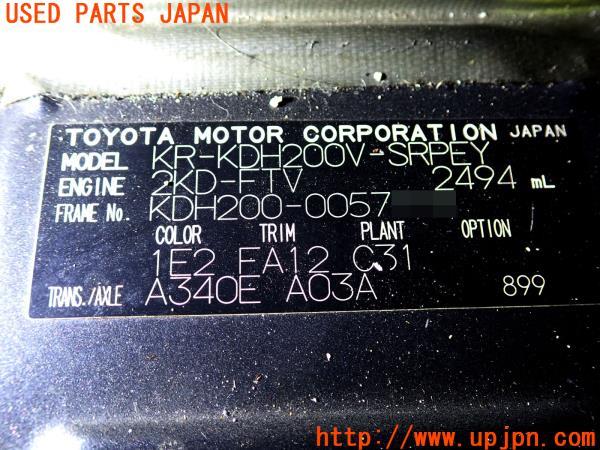 USED PARTS JAPAN
TOYOTA MOTOR CORPORATION JAPAN
MODEL KR-KDH200V-SRPEY
ENGINE 2KD-FTV 2494 mL
FRAME No. KDH200-0057
COLOR TRIM PLANT OPTION
1E2 FA12 C31
TRANS./AXLE A340E A03A 899
http://www.upjpn.com